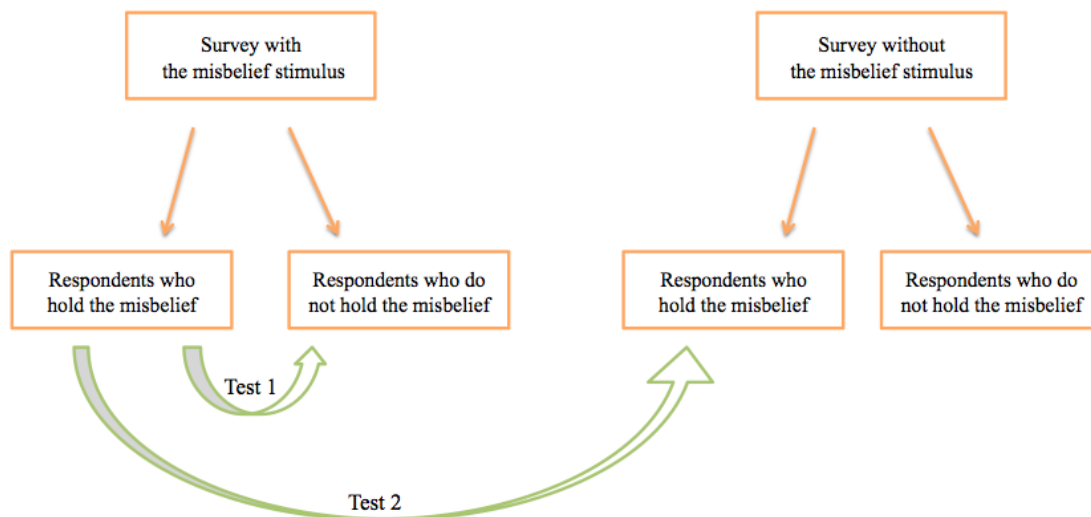 Survey with
the misbelief stimulus
Survey without
the misbelief stimulus
Respondents who
hold the misbelief
Respondents who do
not hold the misbelief
Respondents who
hold the misbelief
Respondents who do
not hold the misbelief
Test 1
Test 2